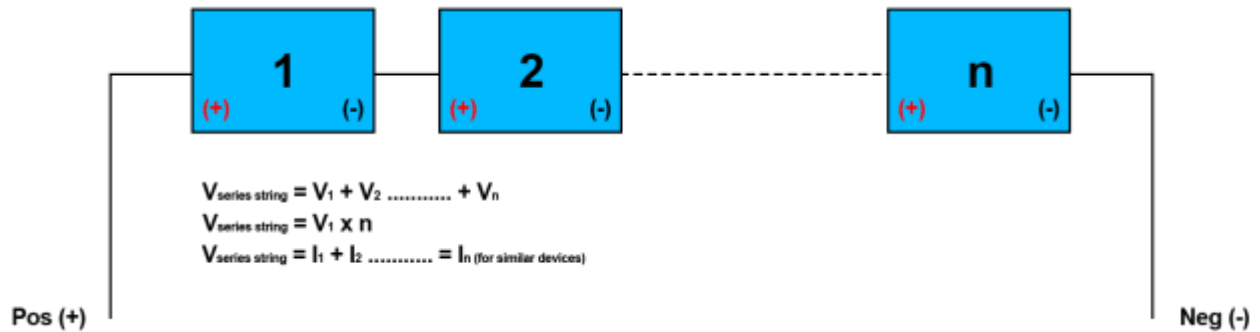 1 2 n
(+) (-) (+) (-) (+) (-)
Vseries string = V1 + V2 ........... + Vn
Vseries string = V1 x n
Vseries string = I1 + I2 ........... = In (for similar devices)
Pos (+) Neg (-)